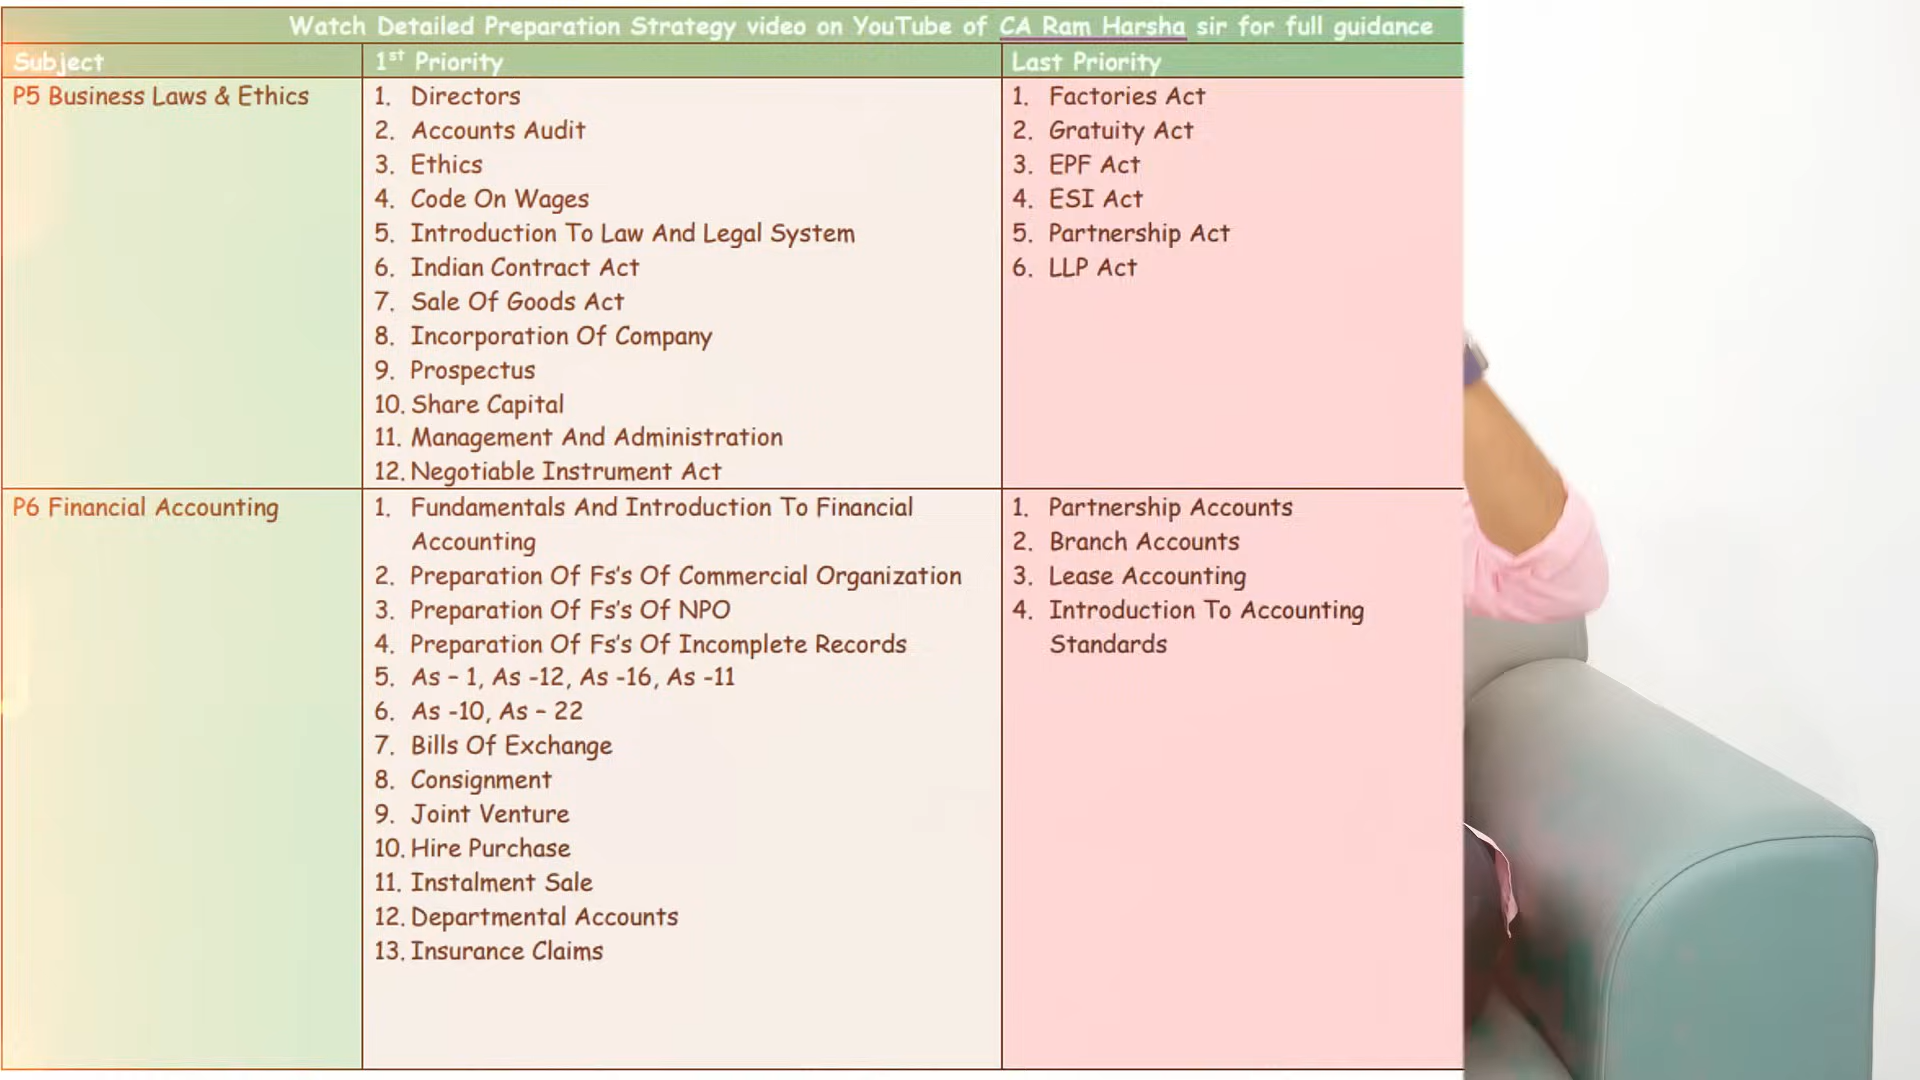 Watch Detailed Preparation Strategy video on YouTube of CA Ram Harsha sir for full guidance
Subject
1st Priority
Last Priority
P5 Business Laws & Ethics
1. Directors
2. Accounts Audit
3. Ethics
4. Code On Wages
5. Introduction To Law And Legal System
6. Indian Contract Act
7. Sale Of Goods Act
8. Incorporation Of Company
9. Prospectus
10. Share Capital
11. Management And Administration
12. Negotiable Instrument Act
1. Factories Act
2. Gratuity Act
3. EPF Act
4. ESI Act
5. Partnership Act
6. LLP Act
P6 Financial Accounting
1. Fundamentals And Introduction To Financial
Accounting
2. Preparation Of Fs's Of Commercial Organization
3. Preparation Of Fs's Of NPO
4. Preparation Of Fs's Of Incomplete Records
5. As – 1, As -12, As -16, As -11
6. As -10, As – 22
7. Bills Of Exchange
8. Consignment
9. Joint Venture
10. Hire Purchase
11. Instalment Sale
12. Departmental Accounts
13. Insurance Claims
1. Partnership Accounts
2. Branch Accounts
3. Lease Accounting
4. Introduction To Accounting
Standards